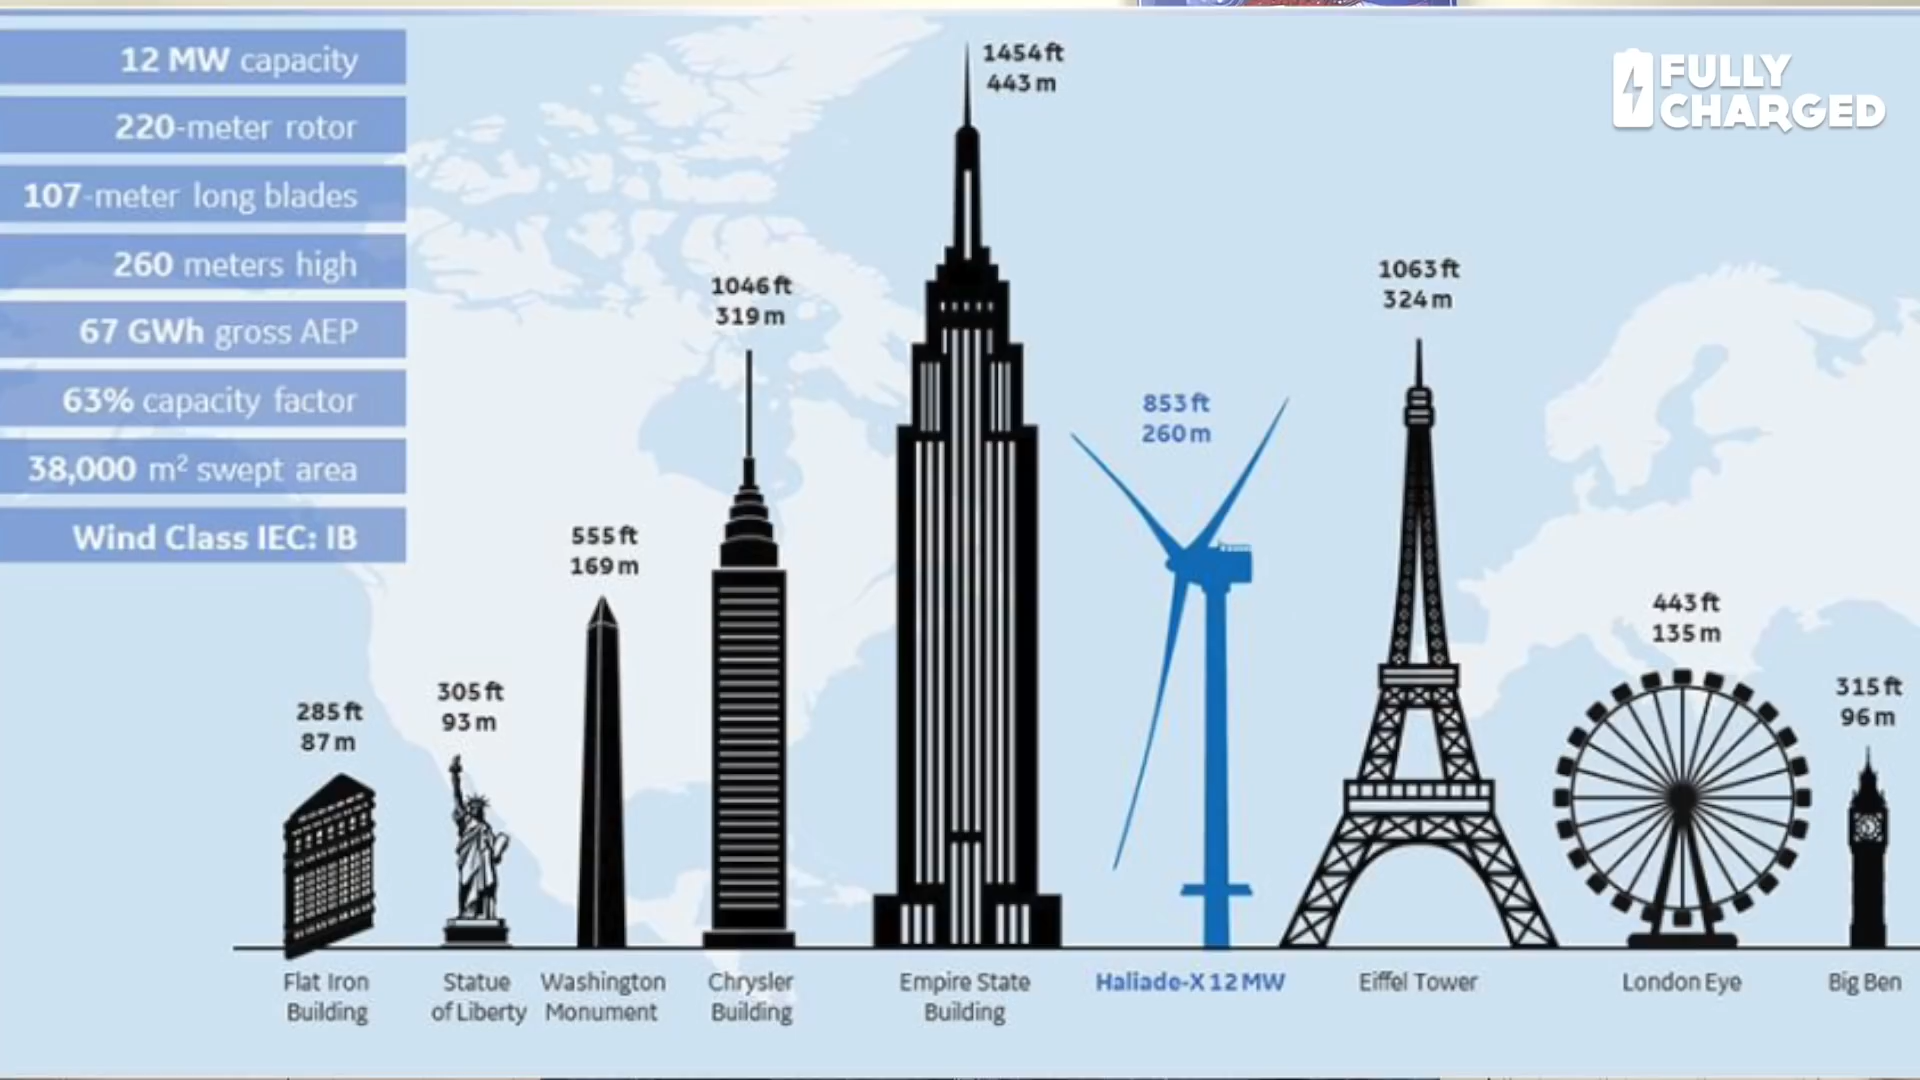 12 MW capacity
220-meter rotor
107-meter long blades
260 meters high
67 GWh gross AEP
63% capacity factor
38,000 m² swept area
Wind Class IEC: IB
FULLY
CHARGED
285 ft
87 m
305 ft
93 m
555 ft
169 m
1046 ft
319 m
1454 ft
443 m
853 ft
260 m
1063 ft
324 m
443 ft
135 m
315 ft
96 m
Flat Iron
Building
Statue
of Liberty
Washington
Monument
Chrysler
Building
Empire State
Building
Haliade-X 12 MW
Eiffel Tower
London Eye
Big Ben